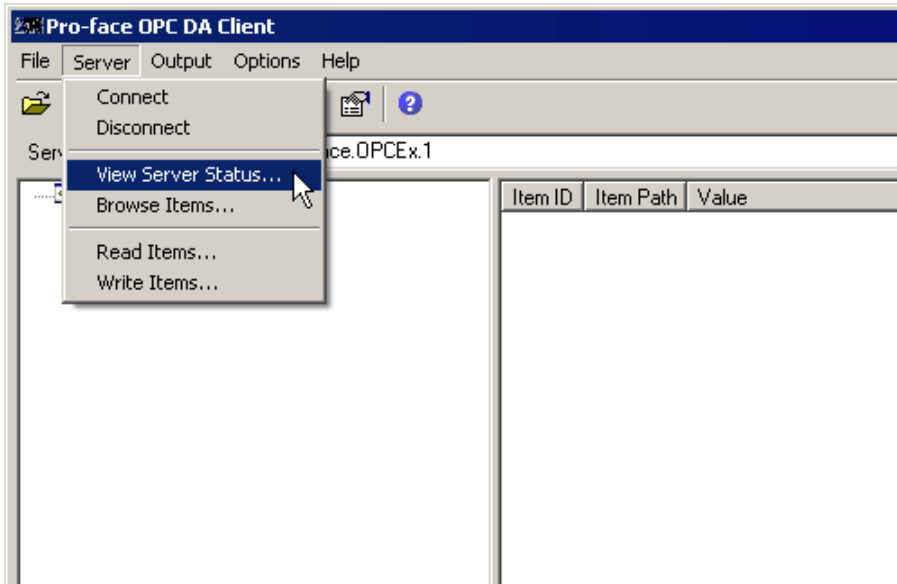 Pro-face OPC DA Client
File Server Output Options Help
Connect
Disconnect
ice.OPCEx.1
View Server Status...
Browse Items...
Read Items...
Write Items...
Item ID Item Path Value